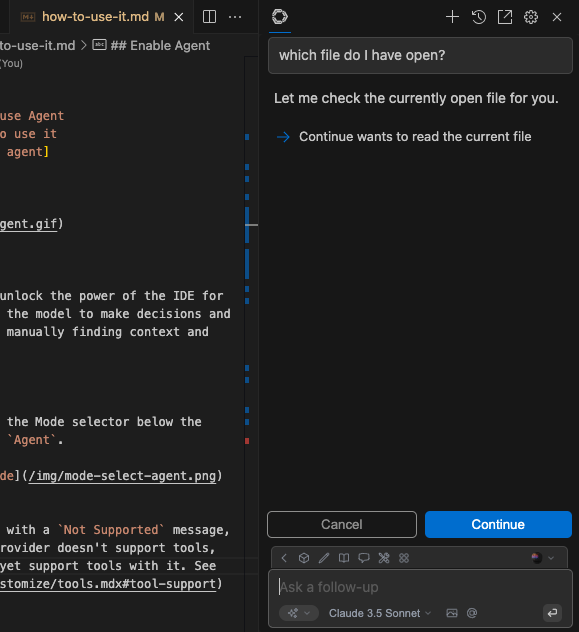 how-to-use-it.md M
to-use-it.md > ## Enable Agent
(You)
use Agent
o use it
agent]
gent.gif)
unlock the power of the IDE for
the model to make decisions and
manually finding context and
the Mode selector below the
`Agent`.
de](/img/mode-select-agent.png)
with a `Not Supported` message,
rovider doesn't support tools,
yet support tools with it. See
stomize/tools.mdx#tool-support)
which file do I have open?
Let me check the currently open file for you.
Continue wants to read the current file
Cancel
Continue
Ask a follow-up
Claude 3.5 Sonnet
@